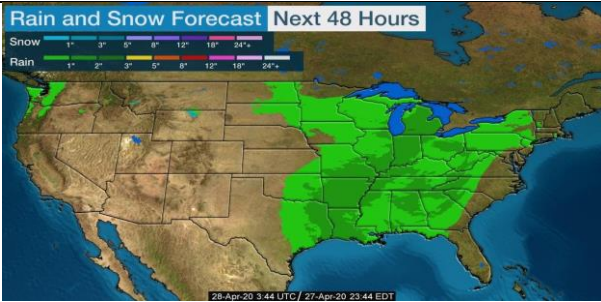 Rain and Snow Forecast Next 48 Hours
Snow 1" 3" 5" 8" 12" 18" 24"+
Rain 1" 2" 3" 5" 8" 12" 18" 24"+
28-Apr-20 3:44 UTC / 27-Apr-20 23:44 EDT